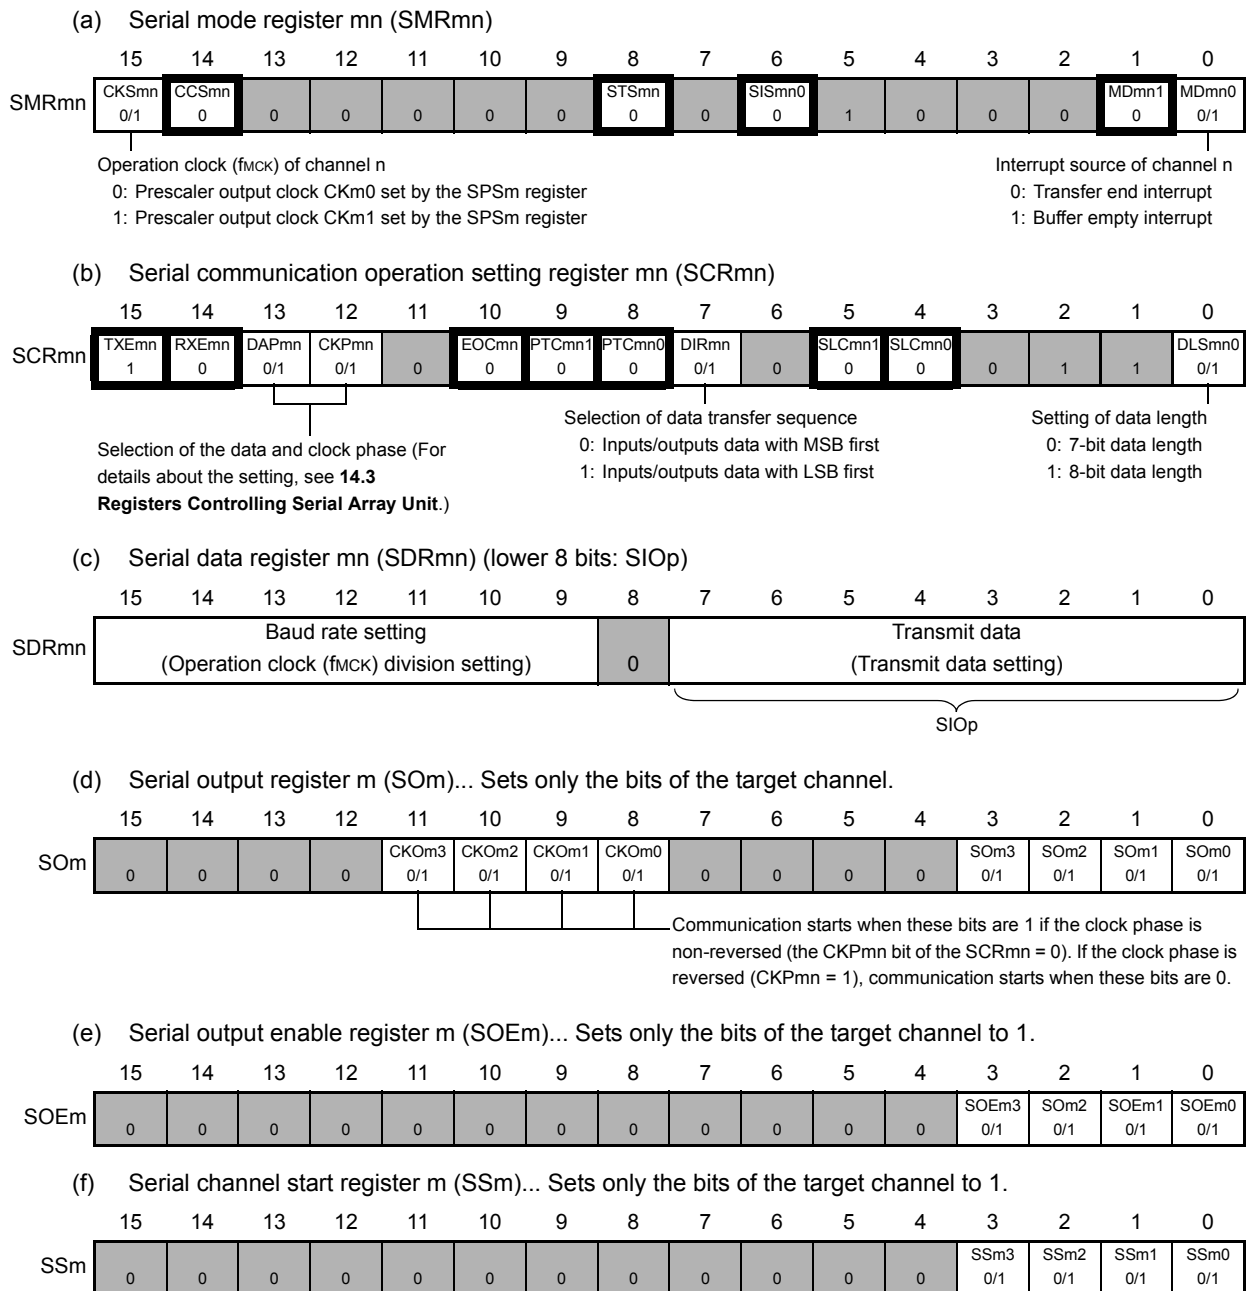 (a) Serial mode register mn (SMRmn)
15 14 13 12 11 10 9 8 7 6 5 4 3 2 1 0
SMRmn CKSmn CCSmn STSmn SISmn0 MDmn1 MDmn0
0/1 0 0 0 0 0 0 0 0 0 1 0 0 0 0 0/1
Operation clock (fMCK) of channel n
0: Prescaler output clock CKm0 set by the SPSm register
1: Prescaler output clock CKm1 set by the SPSm register
Interrupt source of channel n
0: Transfer end interrupt
1: Buffer empty interrupt
(b) Serial communication operation setting register mn (SCRmn)
15 14 13 12 11 10 9 8 7 6 5 4 3 2 1 0
SCRmn TXEmn RXEmn DAPmn CKPmn EOCmn PTCmn1 PTCmn0 DIRmn SLCmn1 SLCmn0 DLSmn0
1 0 0/1 0/1 0 0 0 0 0/1 0 0 0 0 1 1 0/1
Selection of the data and clock phase (For
details about the setting, see 14.3
Registers Controlling Serial Array Unit.)
Selection of data transfer sequence
0: Inputs/outputs data with MSB first
1: Inputs/outputs data with LSB first
Setting of data length
0: 7-bit data length
1: 8-bit data length
(c) Serial data register mn (SDRmn) (lower 8 bits: SIOp)
15 14 13 12 11 10 9 8 7 6 5 4 3 2 1 0
SDRmn
Baud rate setting
(Operation clock (fMCK) division setting)
0
Transmit data
(Transmit data setting)
SIOp
(d) Serial output register m (SOm)... Sets only the bits of the target channel.
15 14 13 12 11 10 9 8 7 6 5 4 3 2 1 0
SOm CKOm3 CKOm2 CKOm1 CKOm0 SOm3 SOm2 SOm1 SOm0
0 0 0 0 0/1 0/1 0/1 0/1 0 0 0 0 0/1 0/1 0/1 0/1
Communication starts when these bits are 1 if the clock phase is
non-reversed (the CKPmn bit of the SCRmn = 0). If the clock phase is
reversed (CKPmn = 1), communication starts when these bits are 0.
(e) Serial output enable register m (SOEm)... Sets only the bits of the target channel to 1.
15 14 13 12 11 10 9 8 7 6 5 4 3 2 1 0
SOEm SOEm3 SOm2 SOEm1 SOEm0
0 0 0 0 0 0 0 0 0 0 0 0 0/1 0/1 0/1 0/1
(f) Serial channel start register m (SSm)... Sets only the bits of the target channel to 1.
15 14 13 12 11 10 9 8 7 6 5 4 3 2 1 0
SSm SSm3 SSm2 SSm1 SSm0
0 0 0 0 0 0 0 0 0 0 0 0 0/1 0/1 0/1 0/1